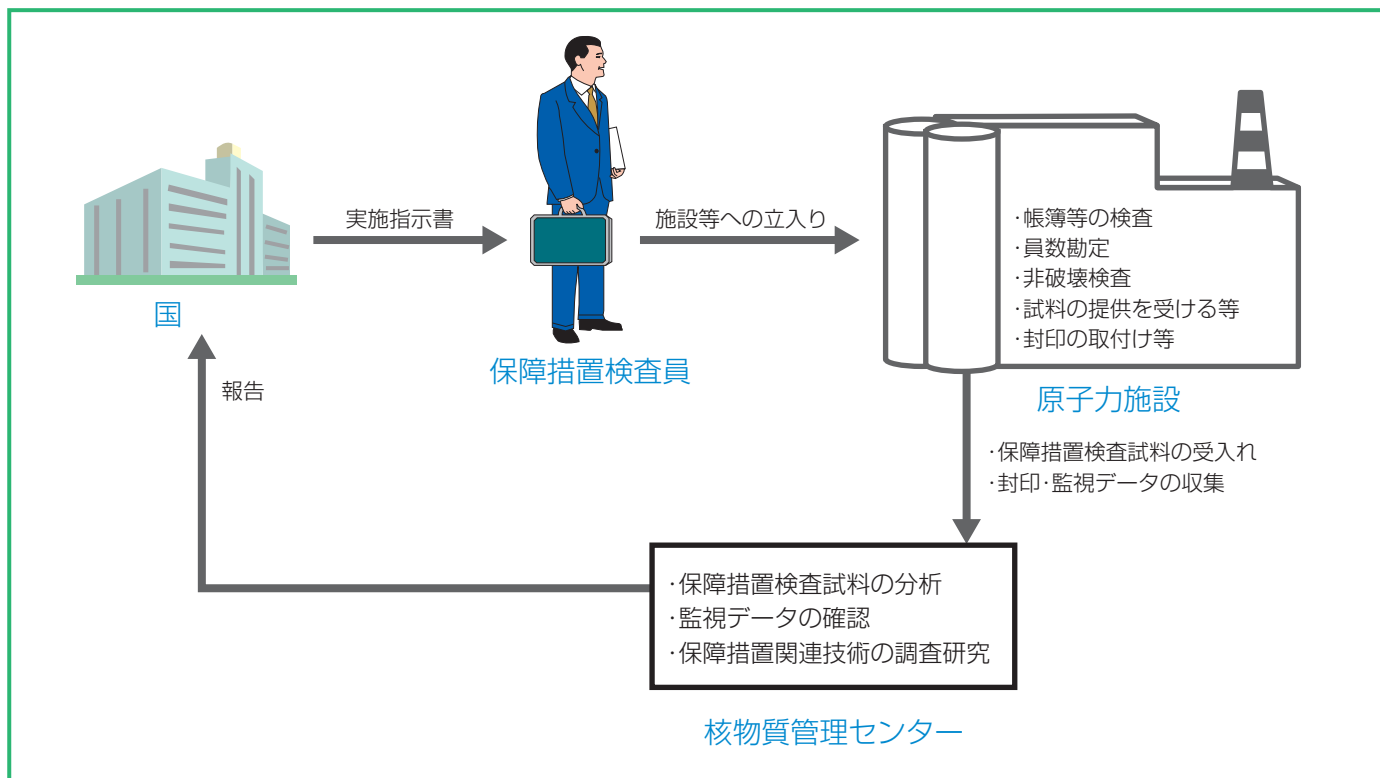 実施指示書
施設等への立入り
・帳簿等の検査
・員数勘定
・非破壊検査
・試料の提供を受ける等
・封印の取付け等
国
保障措置検査員
原子力施設
報告
・保障措置検査試料の受入れ
・封印・監視データの収集
・保障措置検査試料の分析
・監視データの確認
・保障措置関連技術の調査研究
核物質管理センター